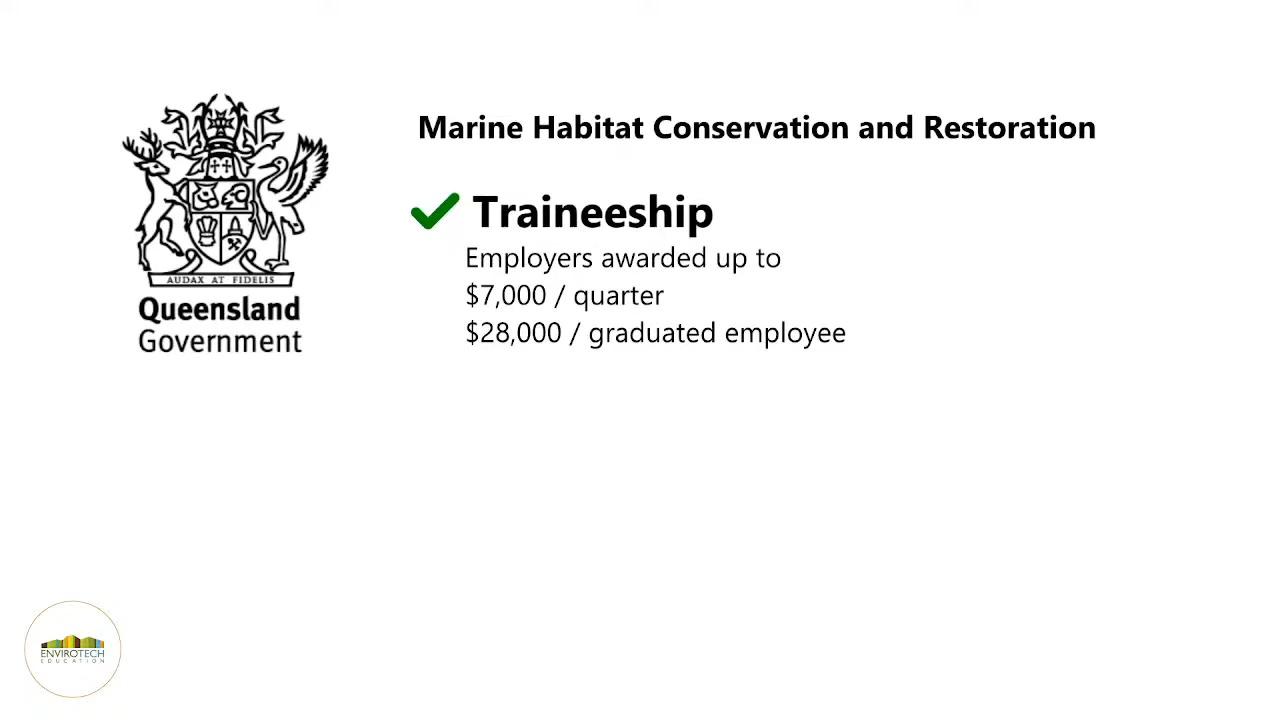 Marine Habitat Conservation and Restoration
Traineeship
Employers awarded up to
$7,000 / quarter
$28,000 / graduated employee
AUDAX AT FIDELIS
Queensland
Government
ENVIROTECH
EDUCATION